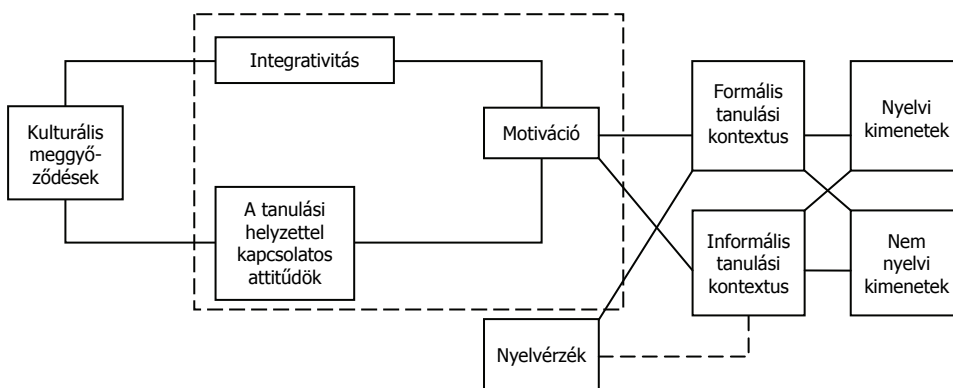 Integrativitás
Kulturális
meggyő-
ződések
A tanulási
helyzettel
kapcsolatos
attitűdök
Motiváció
Nyelvérzék
Formális
tanulási
kontextus
Informális
tanulási
kontextus
Nyelvi
kimenetek
Nem
nyelvi
kimenetek